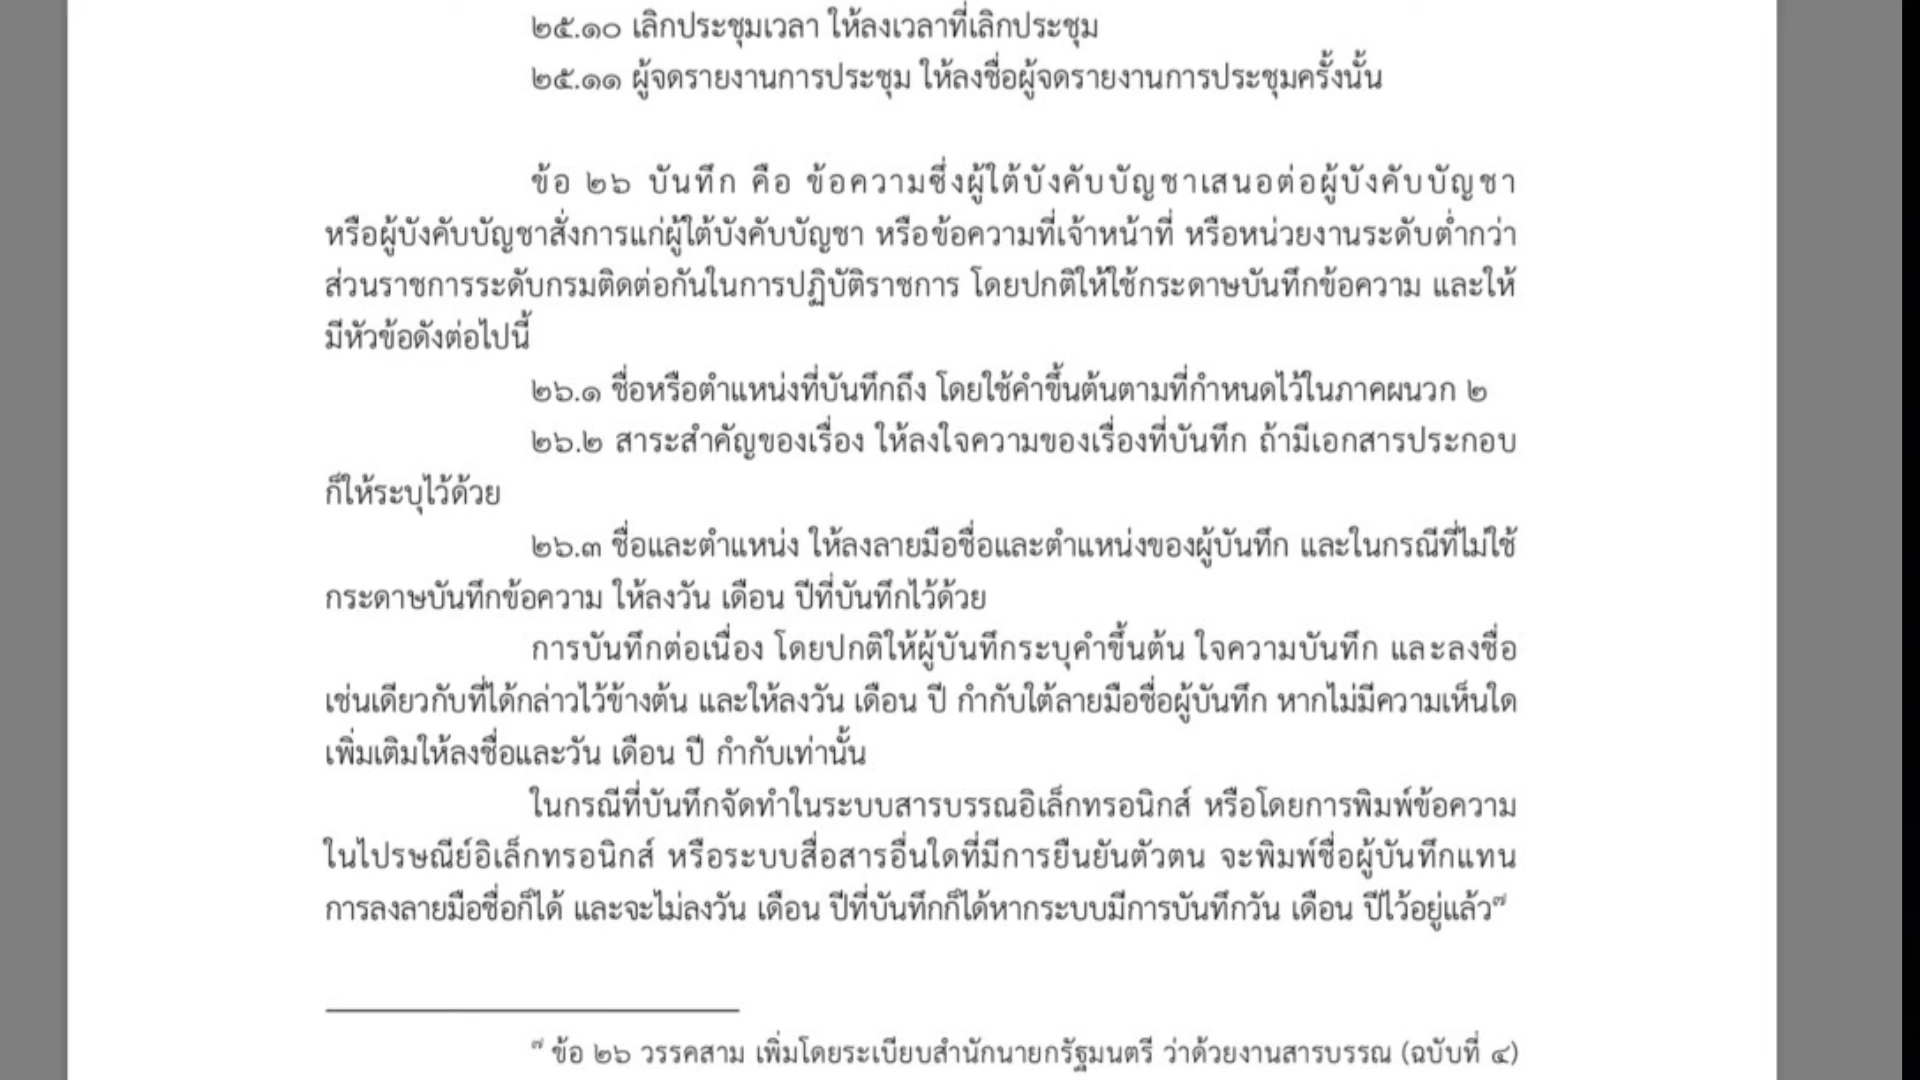 ๒๕.๑๐ เลิกประชุมเวลา ให้ลงเวลาที่เลิกประชุม
๒๕.๑๑ ผู้จดรายงานการประชุม ให้ลงชื่อผู้จดรายงานการประชุมครั้งนั้น
ข้อ ๒๖ บันทึก คือ ข้อความซึ่งผู้ใต้บังคับบัญชาเสนอต่อผู้บังคับบัญชา
หรือผู้บังคับบัญชาสั่งการแก่ผู้ใต้บังคับบัญชา หรือข้อความที่เจ้าหน้าที่ หรือหน่วยงานระดับต่ำกว่า
ส่วนราชการระดับกรมติดต่อกันในการปฏิบัติราชการ โดยปกติให้ใช้กระดาษบันทึกข้อความ และให้
มีหัวข้อดังต่อไปนี้
๒๖.๑ ชื่อหรือตำแหน่งที่บันทึกถึง โดยใช้คำขึ้นต้นตามที่กำหนดไว้ในภาคผนวก ๒
๒๖.๒ สาระสำคัญของเรื่อง ให้ลงใจความของเรื่องที่บันทึก ถ้ามีเอกสารประกอบ
ก็ให้ระบุไว้ด้วย
๒๖.๓ ชื่อและตำแหน่ง ให้ลงลายมือชื่อและตำแหน่งของผู้บันทึก และในกรณีที่ไม่ใช้
กระดาษบันทึกข้อความ ให้ลงวัน เดือน ปีที่บันทึกไว้ด้วย
การบันทึกต่อเนื่อง โดยปกติให้ผู้บันทึกระบุคำขึ้นต้น ใจความบันทึก และลงชื่อ
เช่นเดียวกับที่ได้กล่าวไว้ข้างต้น และให้ลงวัน เดือน ปี กำกับใต้ลายมือชื่อผู้บันทึก หากไม่มีความเห็นใด
เพิ่มเติมให้ลงชื่อและวัน เดือน ปี กำกับเท่านั้น
ในกรณีที่บันทึกจัดทำในระบบสารบรรณอิเล็กทรอนิกส์ หรือโดยการพิมพ์ข้อความ
ในไปรษณีย์อิเล็กทรอนิกส์ หรือระบบสื่อสารอื่นใดที่มีการยืนยันตัวตน จะพิมพ์ชื่อผู้บันทึกแทน
การลงลายมือชื่อก็ได้ และจะไม่ลงวัน เดือน ปีที่บันทึกก็ได้หากระบบมีการบันทึกวัน เดือน ปีไว้อยู่แล้ว๗
๗ ข้อ ๒๖ วรรคสาม เพิ่มโดยระเบียบสำนักนายกรัฐมนตรี ว่าด้วยงานสารบรรณ (ฉบับที่ ๔)